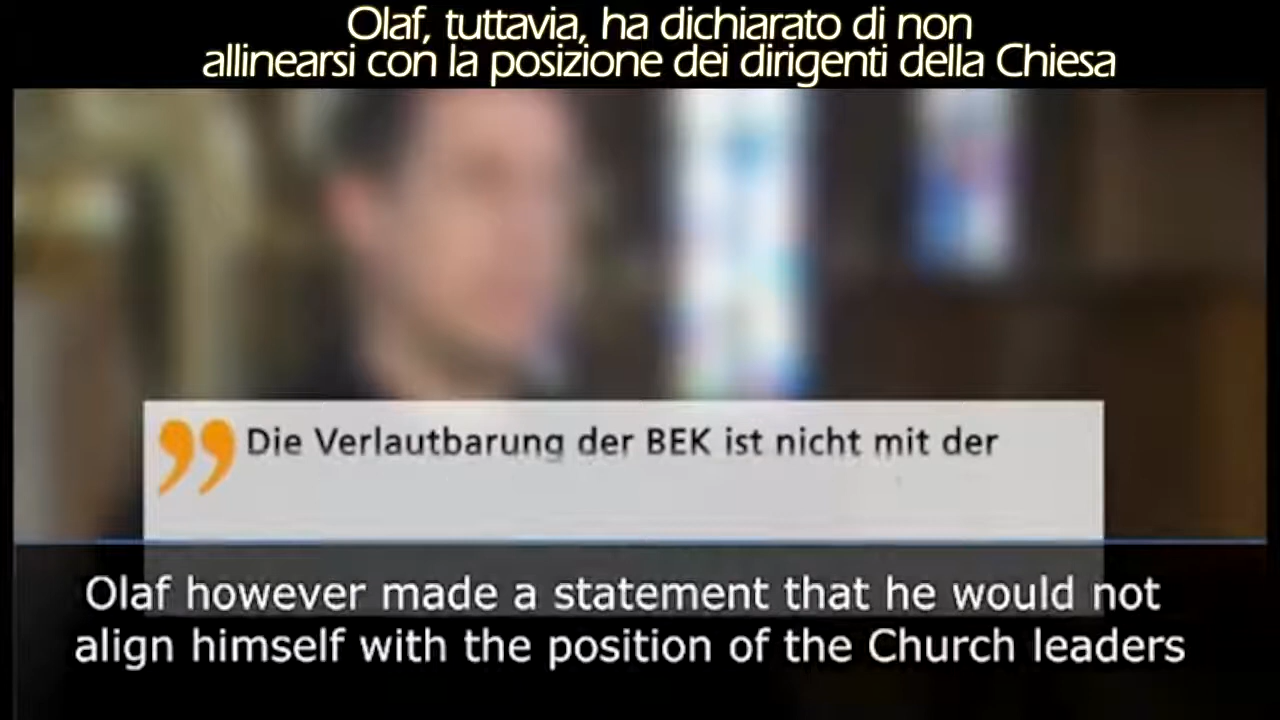 Olaf, tuttavia, ha dichiarato di non
allinearsi con la posizione dei dirigenti della Chiesa
Die Verlautbarung der BEK ist nicht mit der
Olaf however made a statement that he would not
align himself with the position of the Church leaders